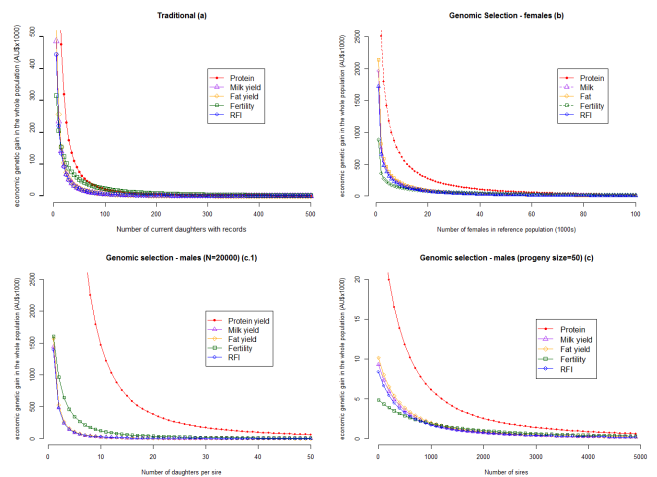 Traditional (a)
economic genetic gain in the whole population (AU$x1000)
500
400
300
200
100
0
Protein
Milk yield
Fat yield
Fertility
RFI
0 100 200 300 400 500
Number of current daughters with records
Genomic Selection - females (b)
economic genetic gain in the whole population (AU$x1000)
2500
2000
1500
1000
500
0
Protein
Milk
Fat
Fertility
RFI
0 20 40 60 80 100
Number of females in reference population (1000s)
Genomic selection - males (N=20000) (c.1)
economic genetic gain in the whole population (AU$x1000)
2500
2000
1500
1000
500
0
Protein yield
Milk yield
Fat yield
Fertility
RFI
0 10 20 30 40 50
Number of daughters per sire
Genomic selection - males (progeny size=50) (c)
economic genetic gain in the whole population (AU$x1000)
20
15
10
5
0
Protein
Milk yield
Fat yield
Fertility
RFI
0 1000 2000 3000 4000 5000
Number of sires